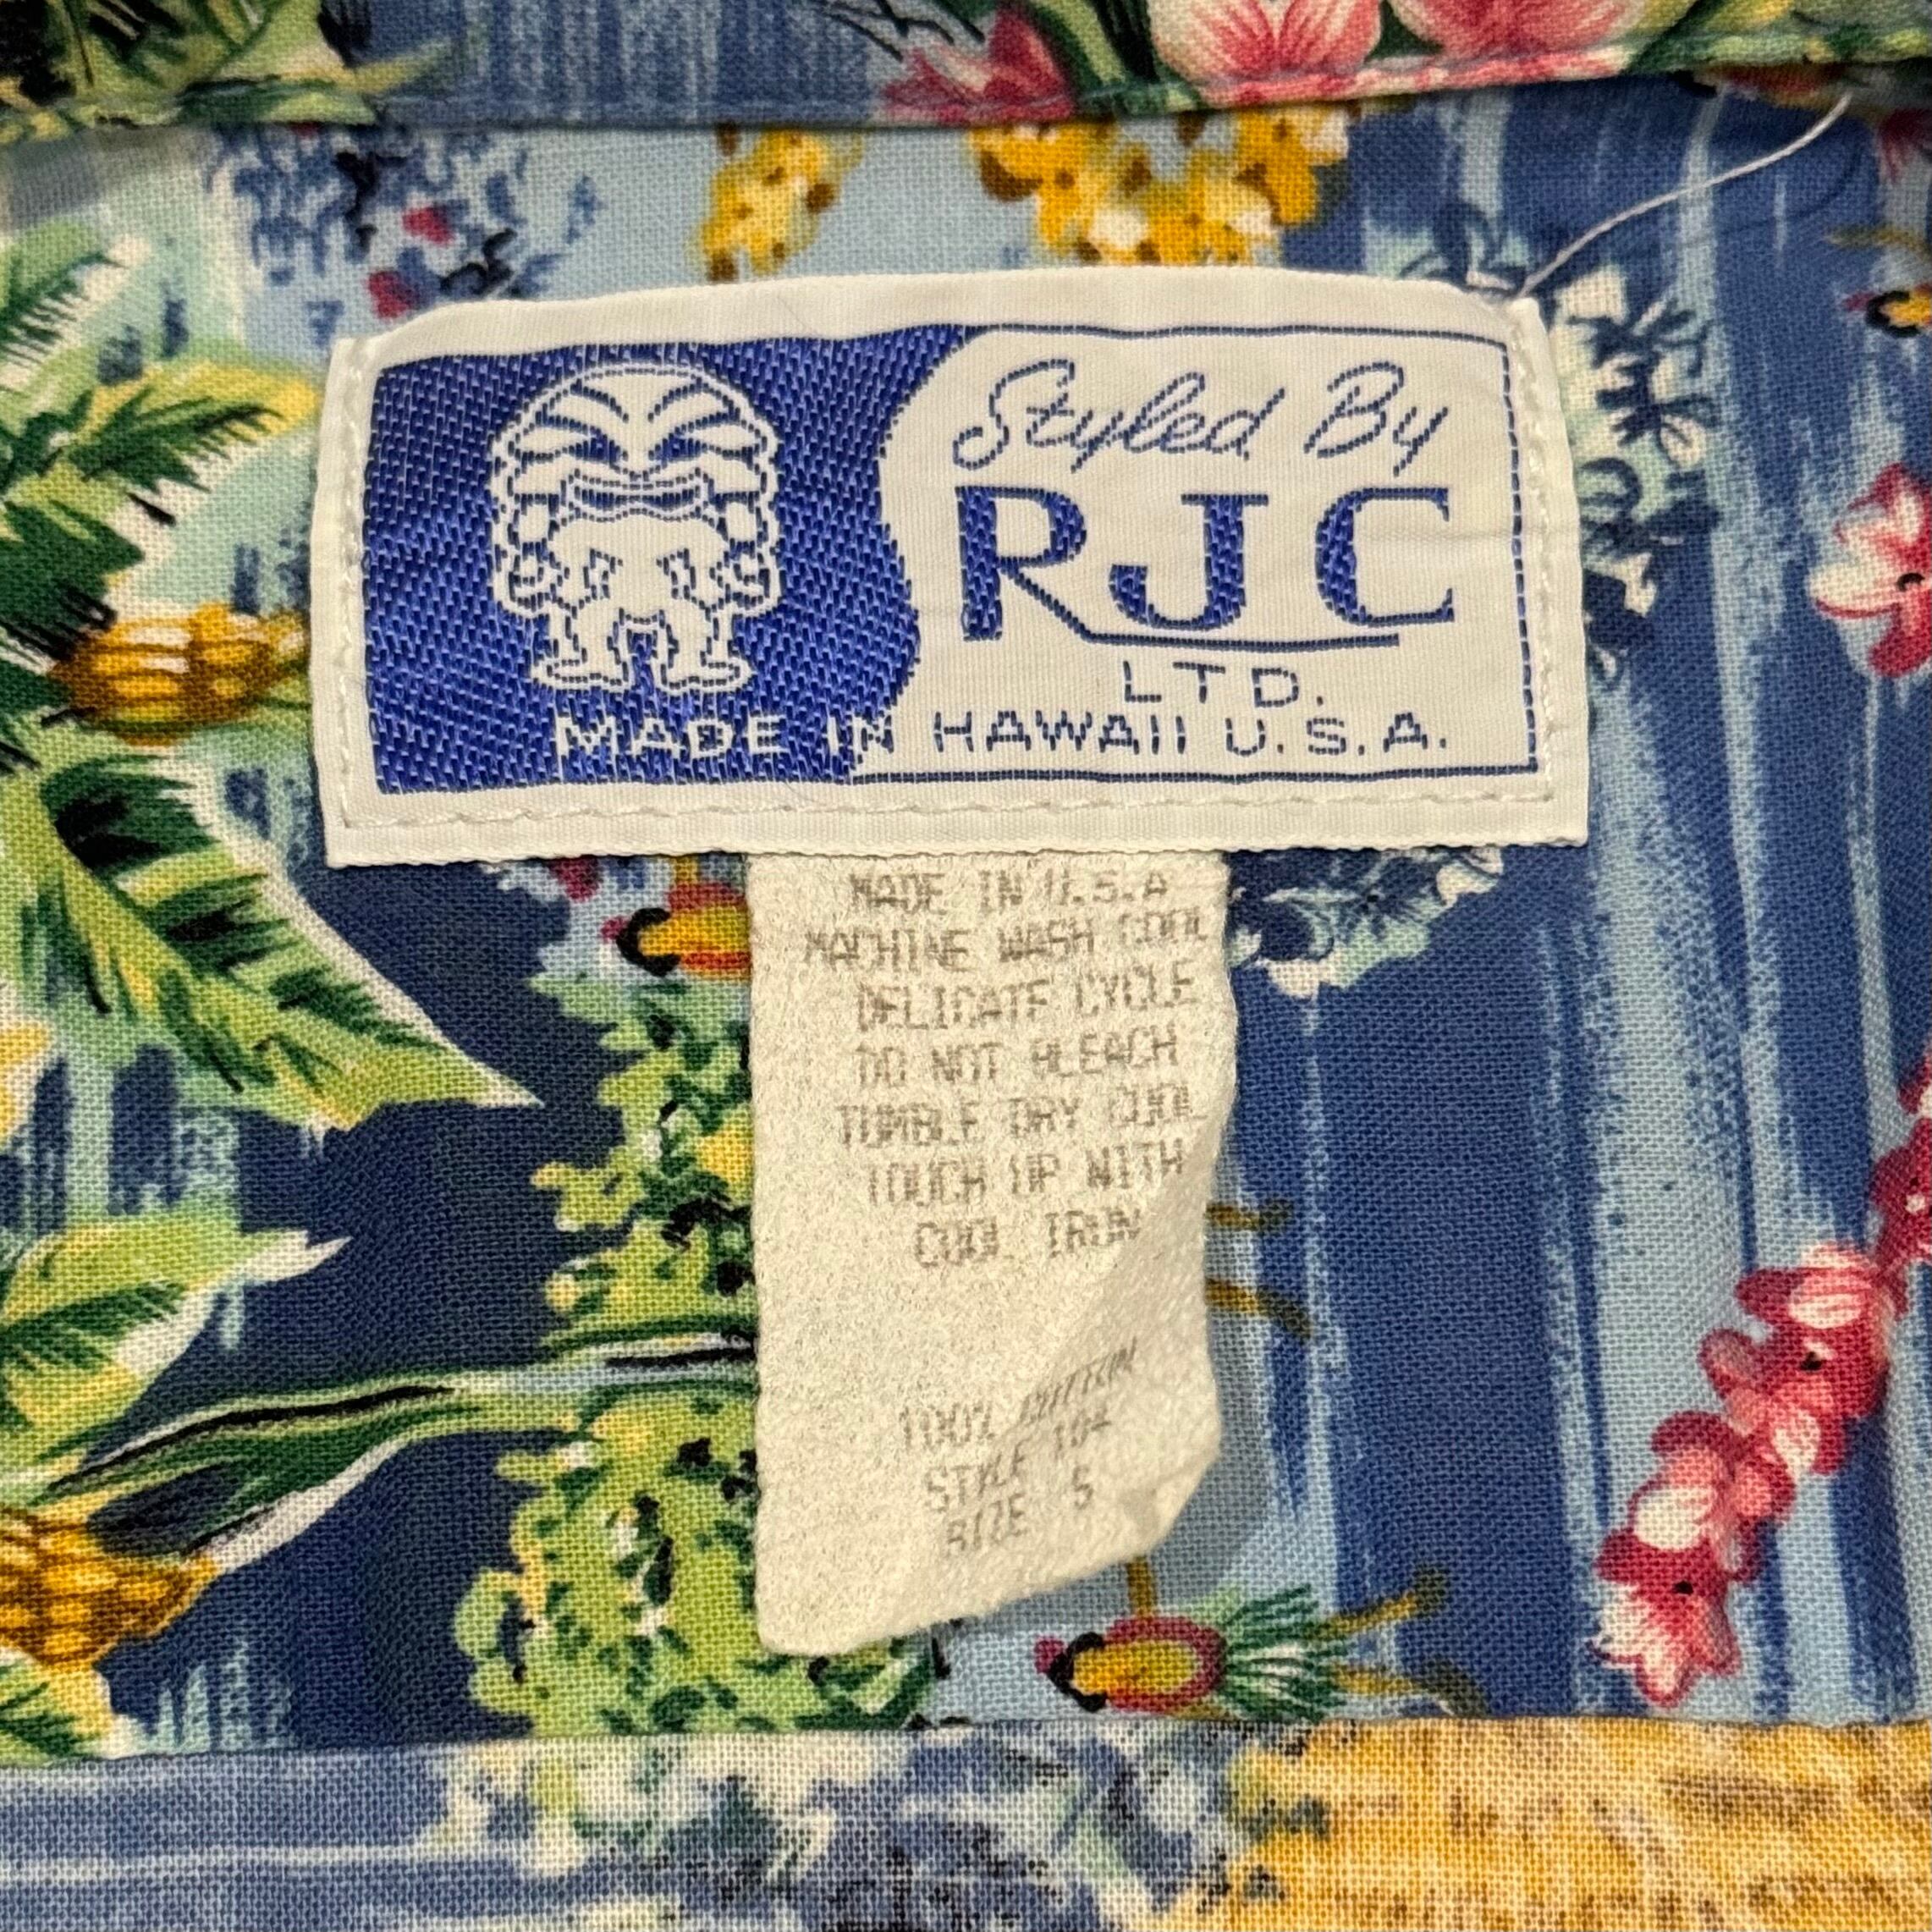 Styled By
RJC
LTD.
MADE IN HAWAII U.S.A.
MADE IN U.S.A
MACHINE WASH COOL
DELICATE CYCLE
DO NOT BLEACH
TUMBLE DRY COOL
TOUCH UP WITH
COOL IRON
100% COTTON
STYLE
SIZE S